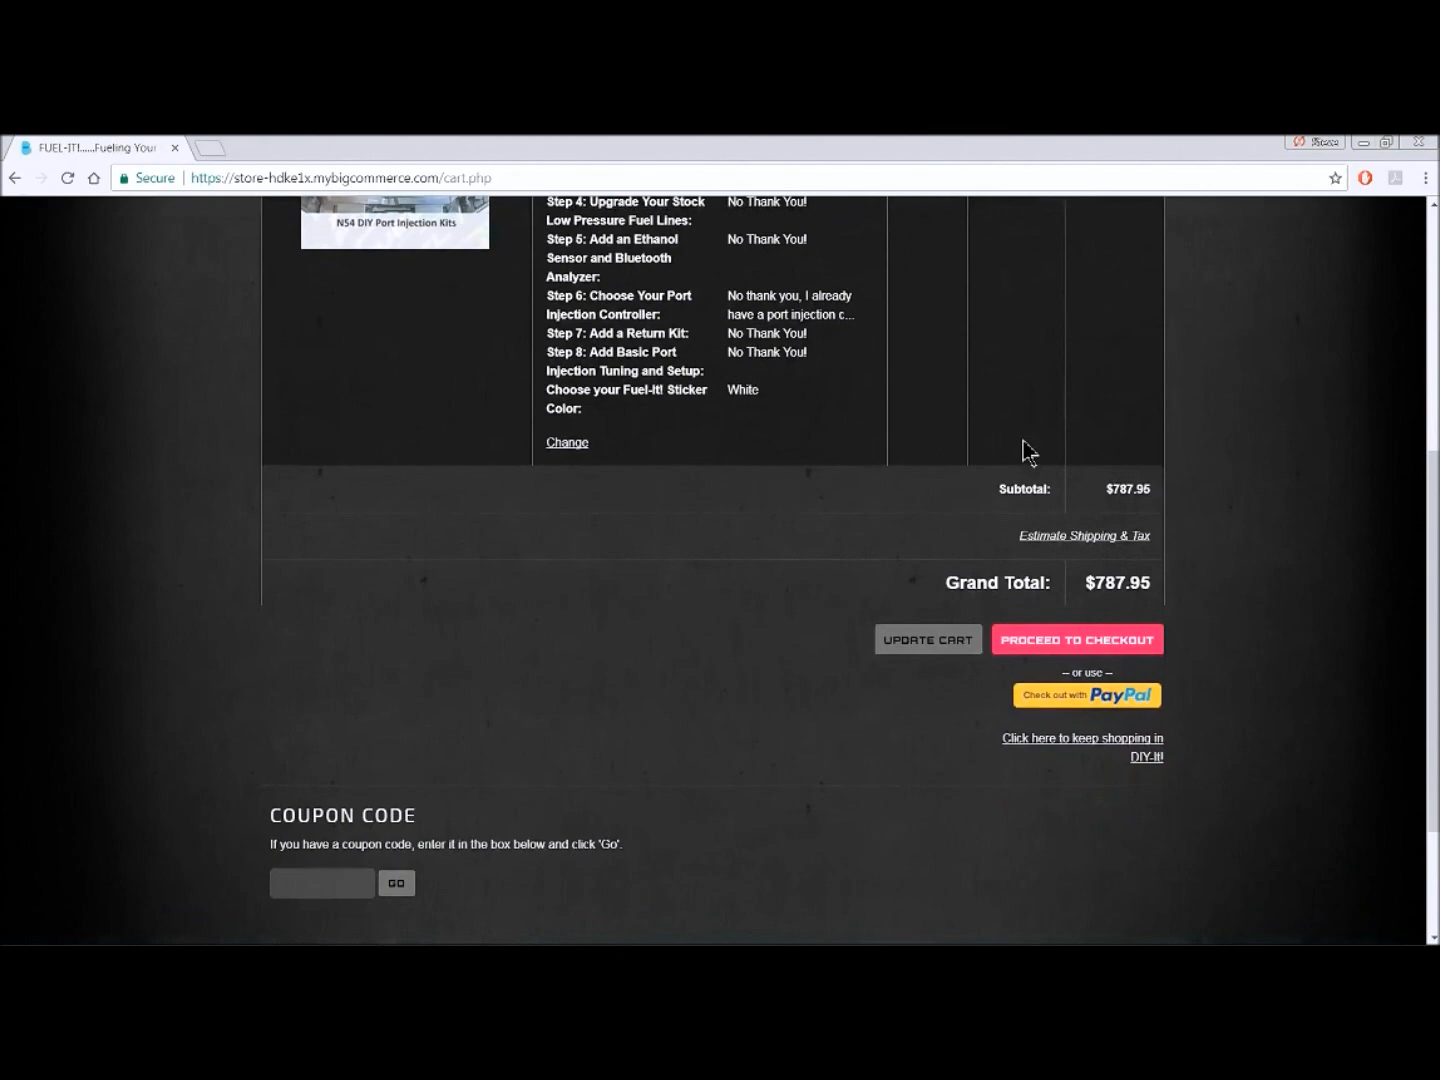 FUEL-IT!......Fueling Your
Secure
https://store-hdke1x.mybigcommerce.com/cart.php
N54 DIY Port Injection Kits
Step 4: Upgrade Your Stock No Thank You!
Low Pressure Fuel Lines:
Step 5: Add an Ethanol No Thank You!
Sensor and Bluetooth
Analyzer:
Step 6: Choose Your Port No thank you, I already
Injection Controller: have a port injection c...
Step 7: Add a Return Kit: No Thank You!
Step 8: Add Basic Port No Thank You!
Injection Tuning and Setup:
Choose your Fuel-It! Sticker White
Color:
Change
Subtotal: $787.95
Estimate Shipping & Tax
Grand Total: $787.95
UPDATE CART PROCEED TO CHECKOUT
-- or use --
Check out with PayPal
Click here to keep shopping in
DIY-It!
COUPON CODE
If you have a coupon code, enter it in the box below and click 'Go'.
GO